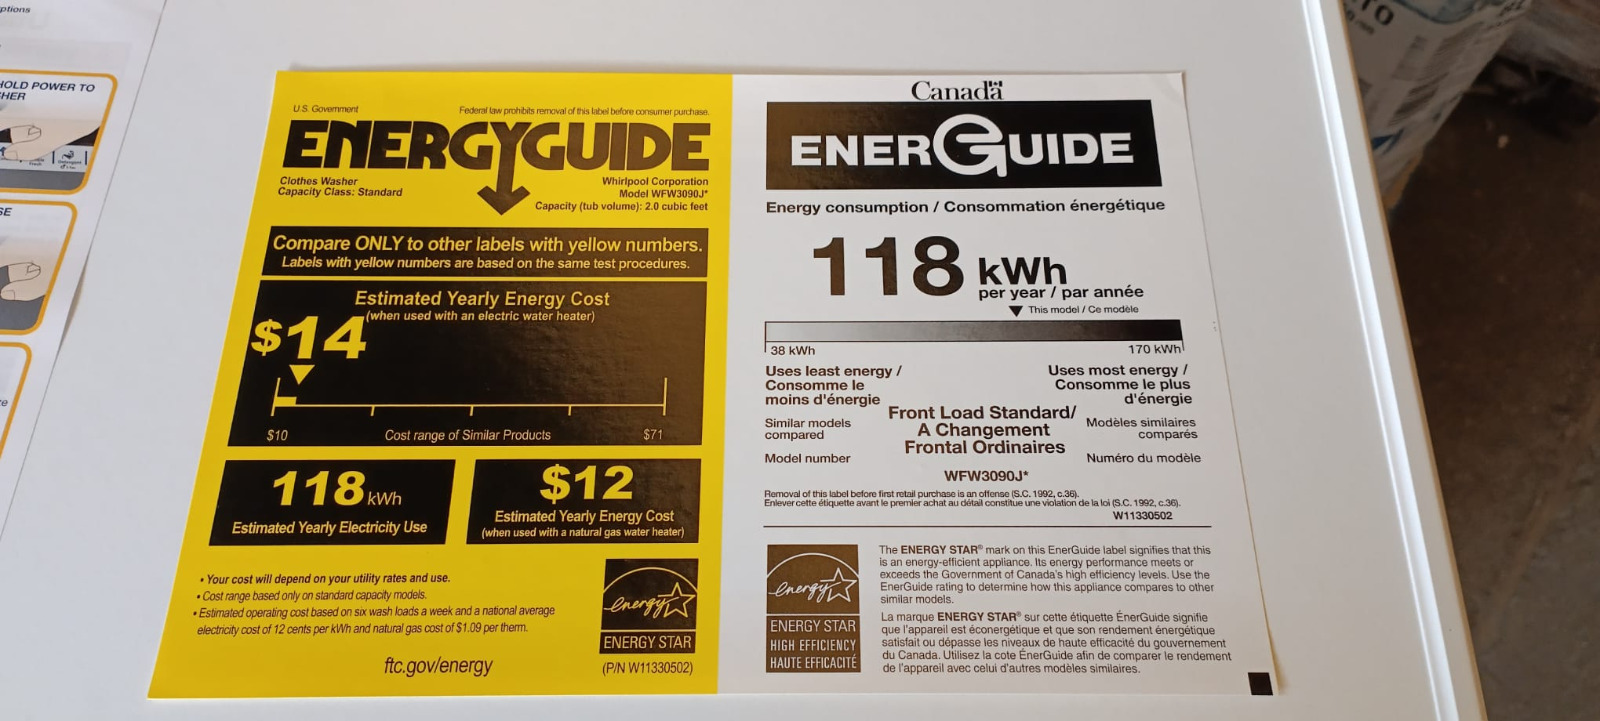 ptions
HOLD POWER TO
SHER
SE
U.S. Government
Federal law prohibits removal of this label before consumer purchase.
ENERGYGUIDE
Clothes Washer
Capacity Class: Standard
Whirlpool Corporation
Model WFW3090J*
Capacity (tub volume): 2.0 cubic feet
Compare ONLY to other labels with yellow numbers.
Labels with yellow numbers are based on the same test procedures.
Estimated Yearly Energy Cost
(when used with an electric water heater)
$14
$10
Cost range of Similar Products
$71
118 kWh
Estimated Yearly Electricity Use
$12
Estimated Yearly Energy Cost
(when used with a natural gas water heater)
• Your cost will depend on your utility rates and use.
• Cost range based only on standard capacity models.
• Estimated operating cost based on six wash loads a week and a national average
electricity cost of 12 cents per kWh and natural gas cost of $1.09 per therm.
ftc.gov/energy
energy
ENERGY STAR
(P/N W11330502)
Canada
ENERGUIDE
Energy consumption / Consommation énergétique
118 kWh
per year / par année
This model / Ce modèle
38 kWh
170 kWh
Uses least energy /
Consomme le
moins d'énergie
Uses most energy /
Consomme le plus
d'énergie
Similar models
compared
Front Load Standard/
A Changement
Frontal Ordinaires
Modèles similaires
comparés
Model number
WFW3090J*
Numéro du modèle
Removal of this label before first retail purchase is an offense (S.C. 1992, c.36).
Enlever cette étiquette avant le premier achat au détail constitue une violation de la loi (S.C. 1992, c.36).
W11330502
energy
ENERGY STAR
HIGH EFFICIENCY
HAUTE EFFICACITÉ
The ENERGY STAR® mark on this EnerGuide label signifies that this
is an energy-efficient appliance. Its energy performance meets or
exceeds the Government of Canada's high efficiency levels. Use the
EnerGuide rating to determine how this appliance compares to other
similar models.
La marque ENERGY STAR® sur cette étiquette ÉnerGuide signifie
que l'appareil est éconergétique et que son rendement énergétique
satisfait ou dépasse les niveaux de haute efficacité du gouvernement
du Canada. Utilisez la cote ÉnerGuide afin de comparer le rendement
de l'appareil avec celui d'autres modèles similaires.